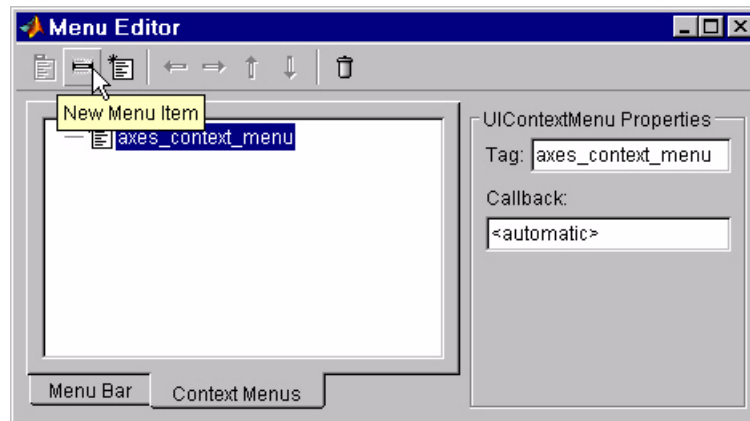 Menu Editor
New Menu Item
axes_context_menu
UIContextMenu Properties
Tag: axes_context_menu
Callback:
<automatic>
Menu Bar
Context Menus